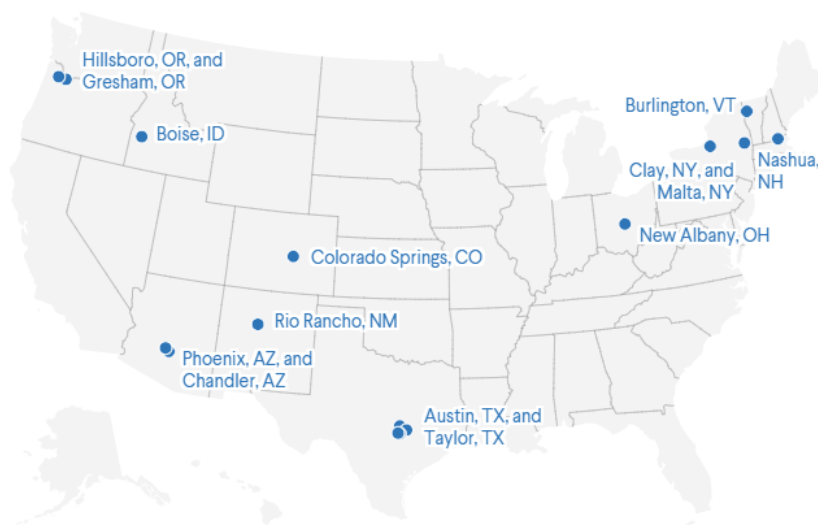 Hillsboro, OR, and
Gresham, OR
Boise, ID
Burlington, VT
Clay, NY, and
Malta, NY
Nashua,
NH
New Albany, OH
Colorado Springs, CO
Rio Rancho, NM
Phoenix, AZ, and
Chandler, AZ
Austin, TX, and
Taylor, TX